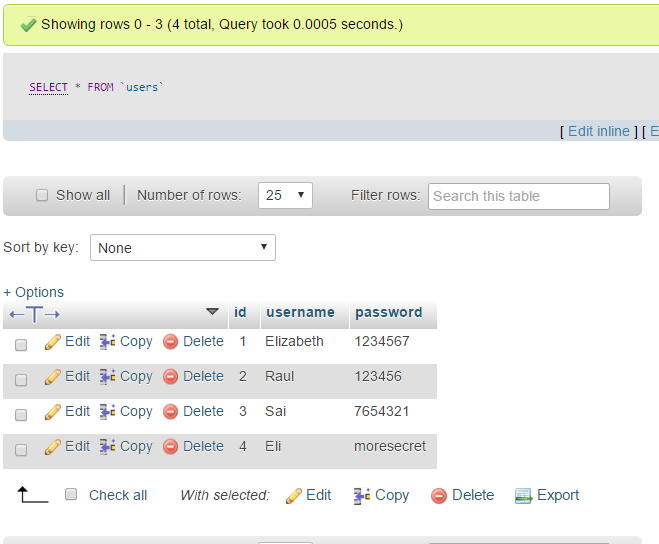 Showing rows 0 - 3 (4 total, Query took 0.0005 seconds.)
SELECT * FROM `users`
[ Edit inline ] [ E
Show all Number of rows: 25 Filter rows: Search this table
Sort by key: None
+ Options
id username password
Edit Copy Delete 1 Elizabeth 1234567
Edit Copy Delete 2 Raul 123456
Edit Copy Delete 3 Sai 7654321
Edit Copy Delete 4 Eli moresecret
Check all With selected: Edit Copy Delete Export